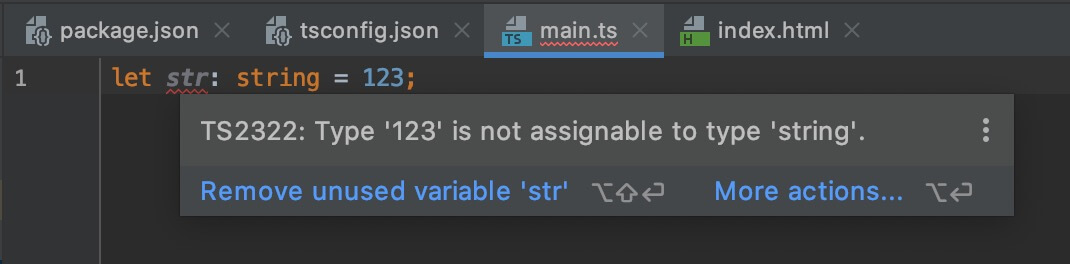 package.json tsconfig.json TS main.ts H index.html
1 let str: string = 123;
TS2322: Type '123' is not assignable to type 'string'.
Remove unused variable 'str' ⌥⇧⏎ More actions... ⌥⏎